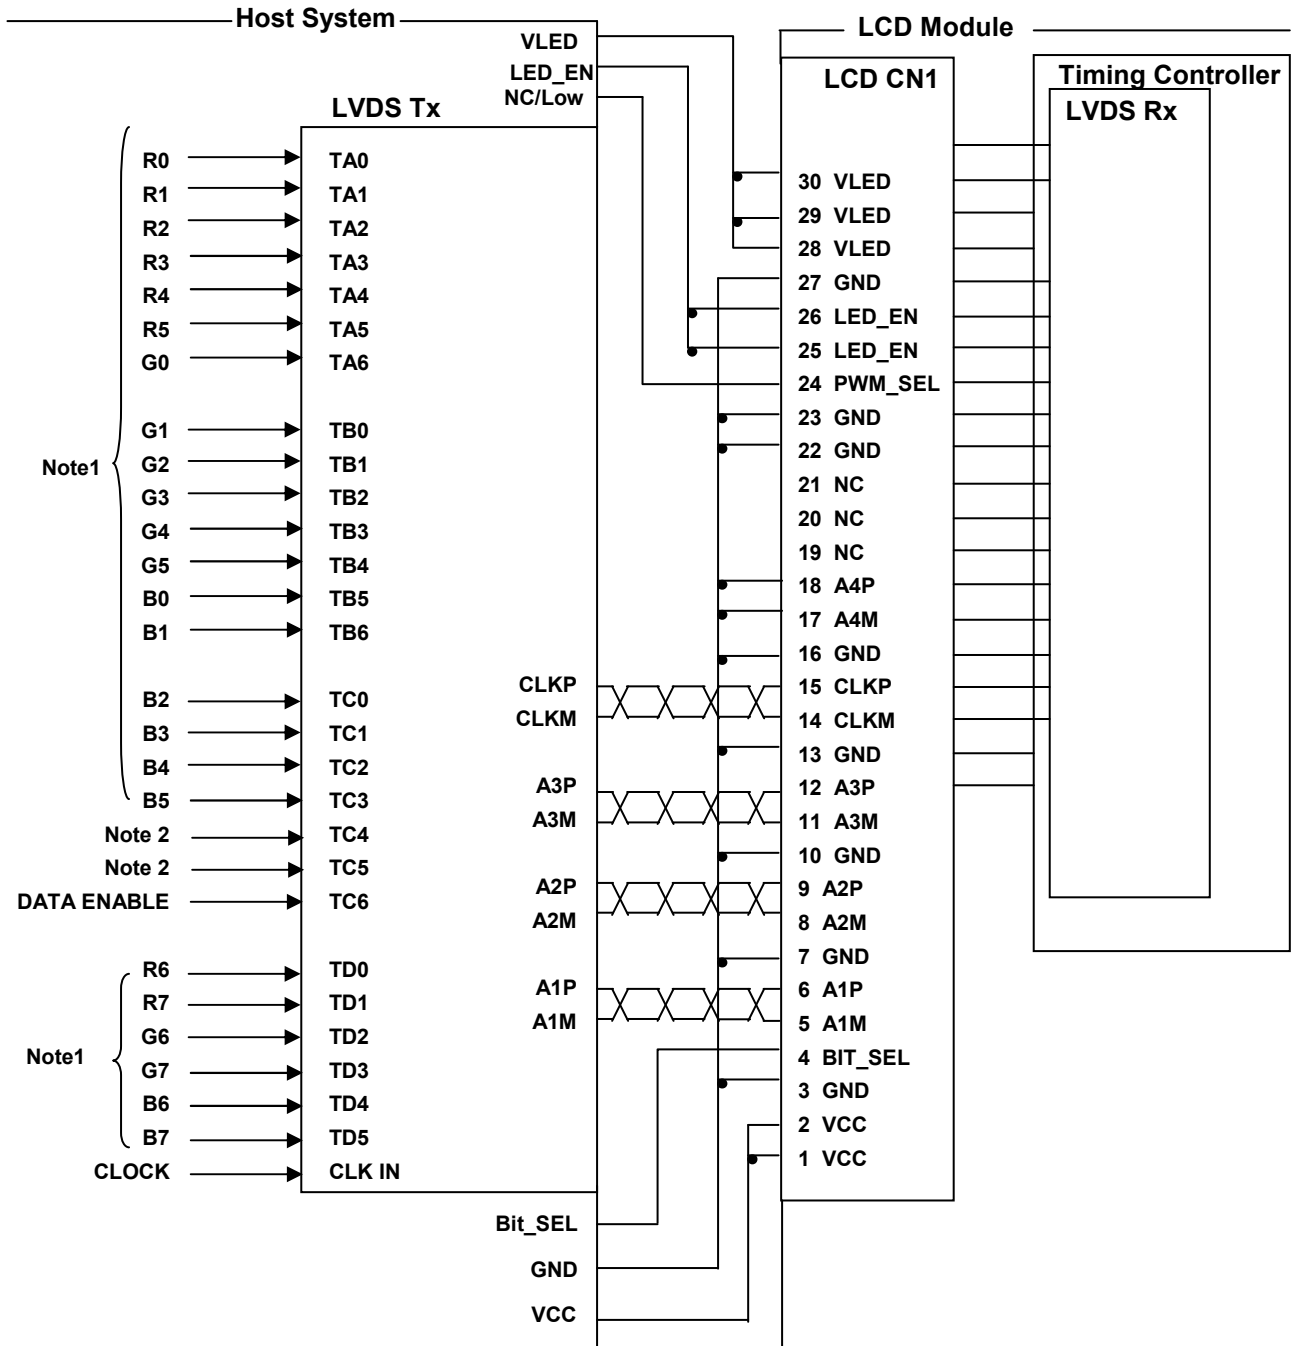 Host System
LCD Module
VLED
LED_EN
NC/Low
LVDS Tx
LCD CN1
Timing Controller
LVDS Rx
Note1
R0 TA0
R1 TA1
R2 TA2
R3 TA3
R4 TA4
R5 TA5
G0 TA6
G1 TB0
G2 TB1
G3 TB2
G4 TB3
G5 TB4
B0 TB5
B1 TB6
B2 TC0
B3 TC1
B4 TC2
B5 TC3
Note 2 TC4
Note 2 TC5
DATA ENABLE TC6
Note1
R6 TD0
R7 TD1
G6 TD2
G7 TD3
B6 TD4
B7 TD5
CLOCK CLK IN
CLKP
CLKM
A3P
A3M
A2P
A2M
A1P
A1M
Bit_SEL
GND
VCC
30 VLED
29 VLED
28 VLED
27 GND
26 LED_EN
25 LED_EN
24 PWM_SEL
23 GND
22 GND
21 NC
20 NC
19 NC
18 A4P
17 A4M
16 GND
15 CLKP
14 CLKM
13 GND
12 A3P
11 A3M
10 GND
9 A2P
8 A2M
7 GND
6 A1P
5 A1M
4 BIT_SEL
3 GND
2 VCC
1 VCC